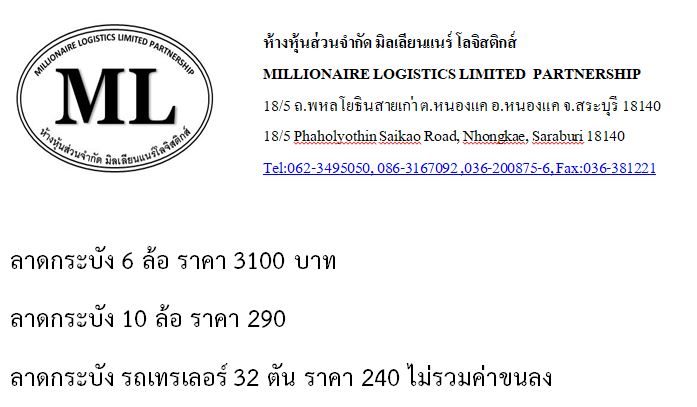 MILLIONAIRE LOGISTICS LIMITED PARTNERSHIP
ML
ห้างหุ้นส่วนจำกัด มิลเลียนแนร์โลจิสติกส์
ห้างหุ้นส่วนจำกัด มิลเลียนแนร์ โลจิสติกส์
MILLIONAIRE LOGISTICS LIMITED PARTNERSHIP
18/5 ถ.พหลโยธินสายเก่า ต.หนองแค อ.หนองแค จ.สระบุรี 18140
18/5 Phaholyothin Saikao Road, Nhongkae, Saraburi 18140
Tel:062-3495050, 086-3167092 ,036-200875-6, Fax:036-381221
ลาดกระบัง 6 ล้อ ราคา 3100 บาท
ลาดกระบัง 10 ล้อ ราคา 290
ลาดกระบัง รถเทรเลอร์ 32 ตัน ราคา 240 ไม่รวมค่าขนลง